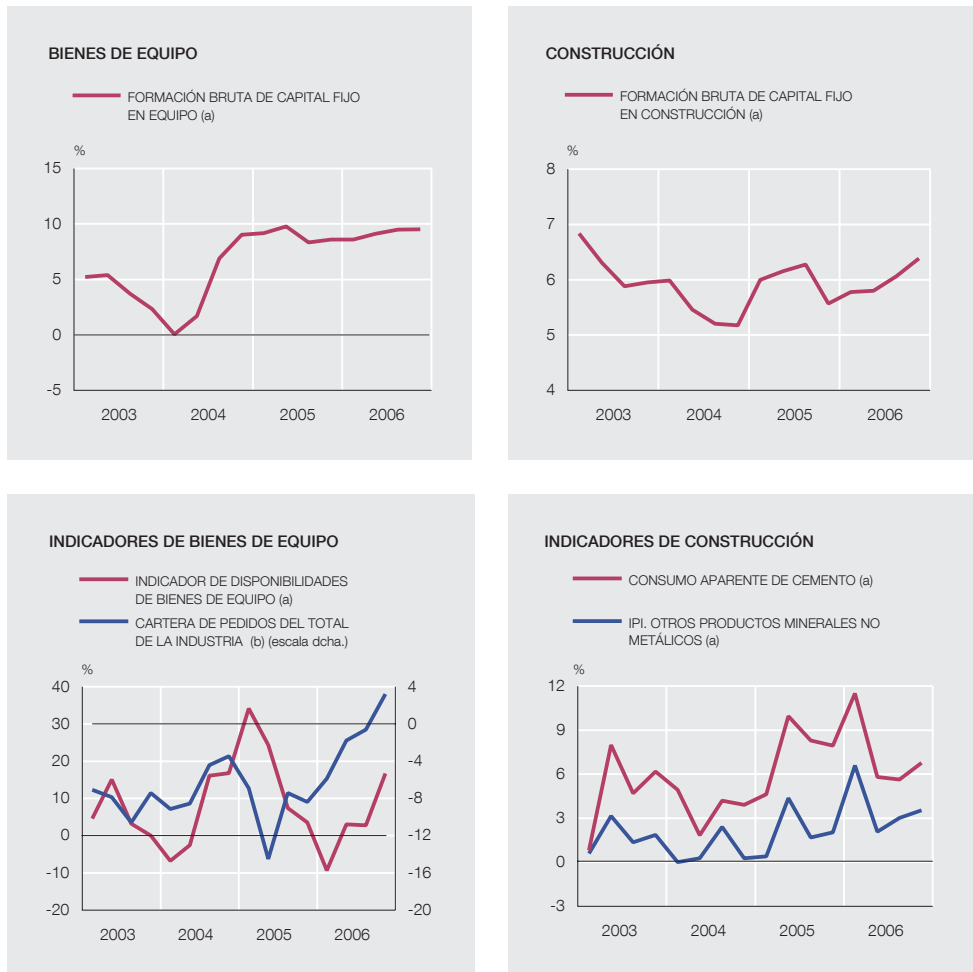 BIENES DE EQUIPO
FORMACIÓN BRUTA DE CAPITAL FIJO
EN EQUIPO (a)
%
15
10
5
0
-5
2003 2004 2005 2006
CONSTRUCCIÓN
FORMACIÓN BRUTA DE CAPITAL FIJO
EN CONSTRUCCIÓN (a)
%
8
7
6
5
4
2003 2004 2005 2006
INDICADORES DE BIENES DE EQUIPO
INDICADOR DE DISPONIBILIDADES
DE BIENES DE EQUIPO (a)
CARTERA DE PEDIDOS DEL TOTAL
DE LA INDUSTRIA (b) (escala dcha.)
%
40 4
30 0
20 -4
10 -8
0 -12
-10 -16
-20 -20
2003 2004 2005 2006
INDICADORES DE CONSTRUCCIÓN
CONSUMO APARENTE DE CEMENTO (a)
IPI. OTROS PRODUCTOS MINERALES NO
METÁLICOS (a)
%
12
9
6
3
0
-3
2003 2004 2005 2006